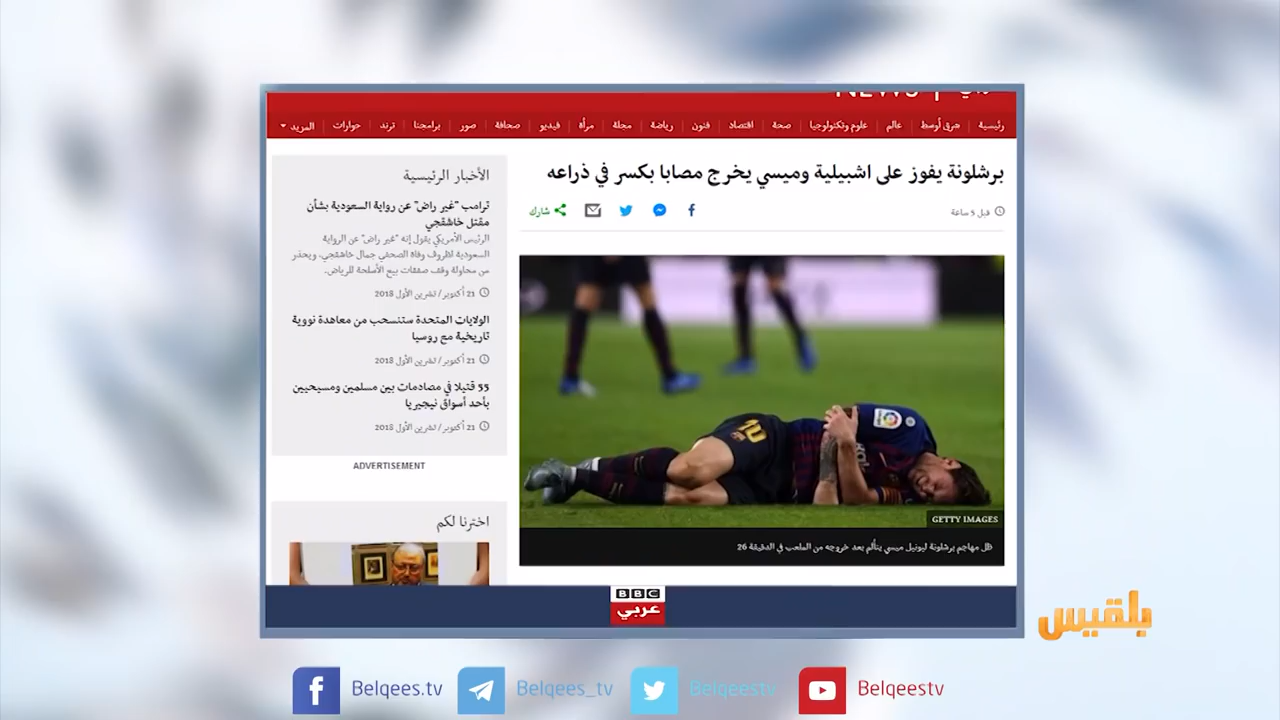 رئيسية
شرق أوسط
عالم
علوم وتكنولوجيا
صحة
اقتصاد
فنون
رياضة
مجلة
مرأة
فيديو
صحافة
صور
برامجنا
ترند
حوارات
المزيد
برشلونة يفوز على اشبيلية وميسي يخرج مصابا بكسر في ذراعه
قبل 5 ساعة
شارك
GETTY IMAGES
ظل مهاجم برشلونة ليونيل ميسي يتألم بعد خروجه من الملعب في الدقيقة 26
الأخبار الرئيسية
ترامب "غير راض" عن رواية السعودية بشأن
مقتل خاشقجي
الرئيس الأمريكي يقول إنه "غير راض" عن الرواية
السعودية لظروف وفاة الصحفي جمال خاشقجي، ويحذر
من محاولة وقف صفقات بيع الأسلحة للرياض.
21 أكتوبر/ تشرين الأول 2018
الولايات المتحدة ستنسحب من معاهدة نووية
تاريخية مع روسيا
21 أكتوبر/ تشرين الأول 2018
55 قتيلا في مصادمات بين مسلمين ومسيحيين
بأحد أسواق نيجيريا
21 أكتوبر/ تشرين الأول 2018
ADVERTISEMENT
اخترنا لكم
BBC
عربي
بلقيس
Belqees.tv
Belqees_tv
Belqeestv
Belqeestv